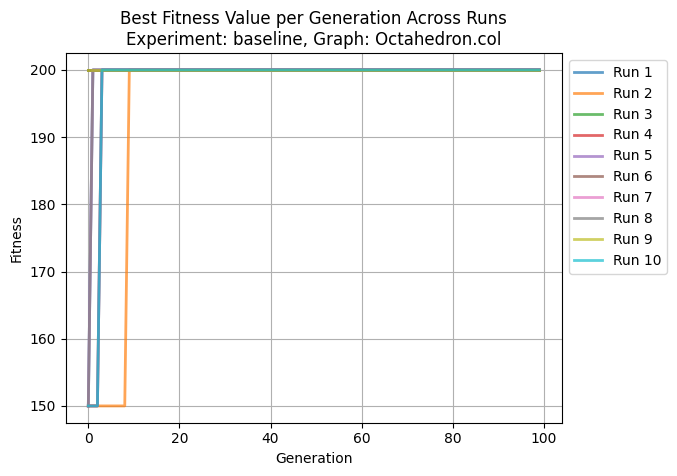 Best Fitness Value per Generation Across Runs
Experiment: baseline, Graph: Octahedron.col
Fitness
200
190
180
170
160
150
0
20
40
60
80
100
Generation
Run 1
Run 2
Run 3
Run 4
Run 5
Run 6
Run 7
Run 8
Run 9
Run 10